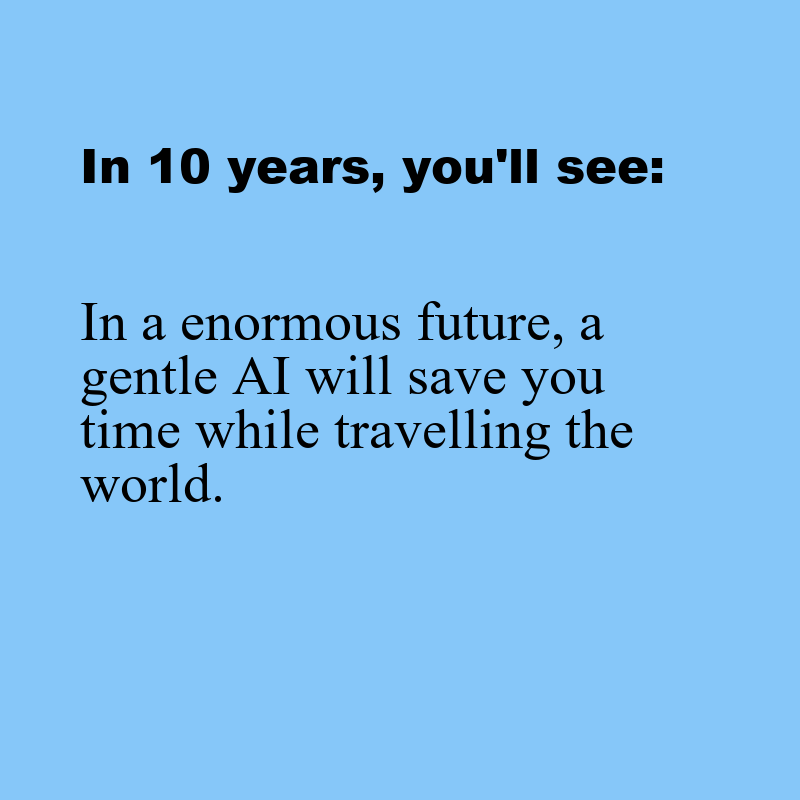 In 10 years, you'll see:
In a enormous future, a
gentle AI will save you
time while travelling the
world.